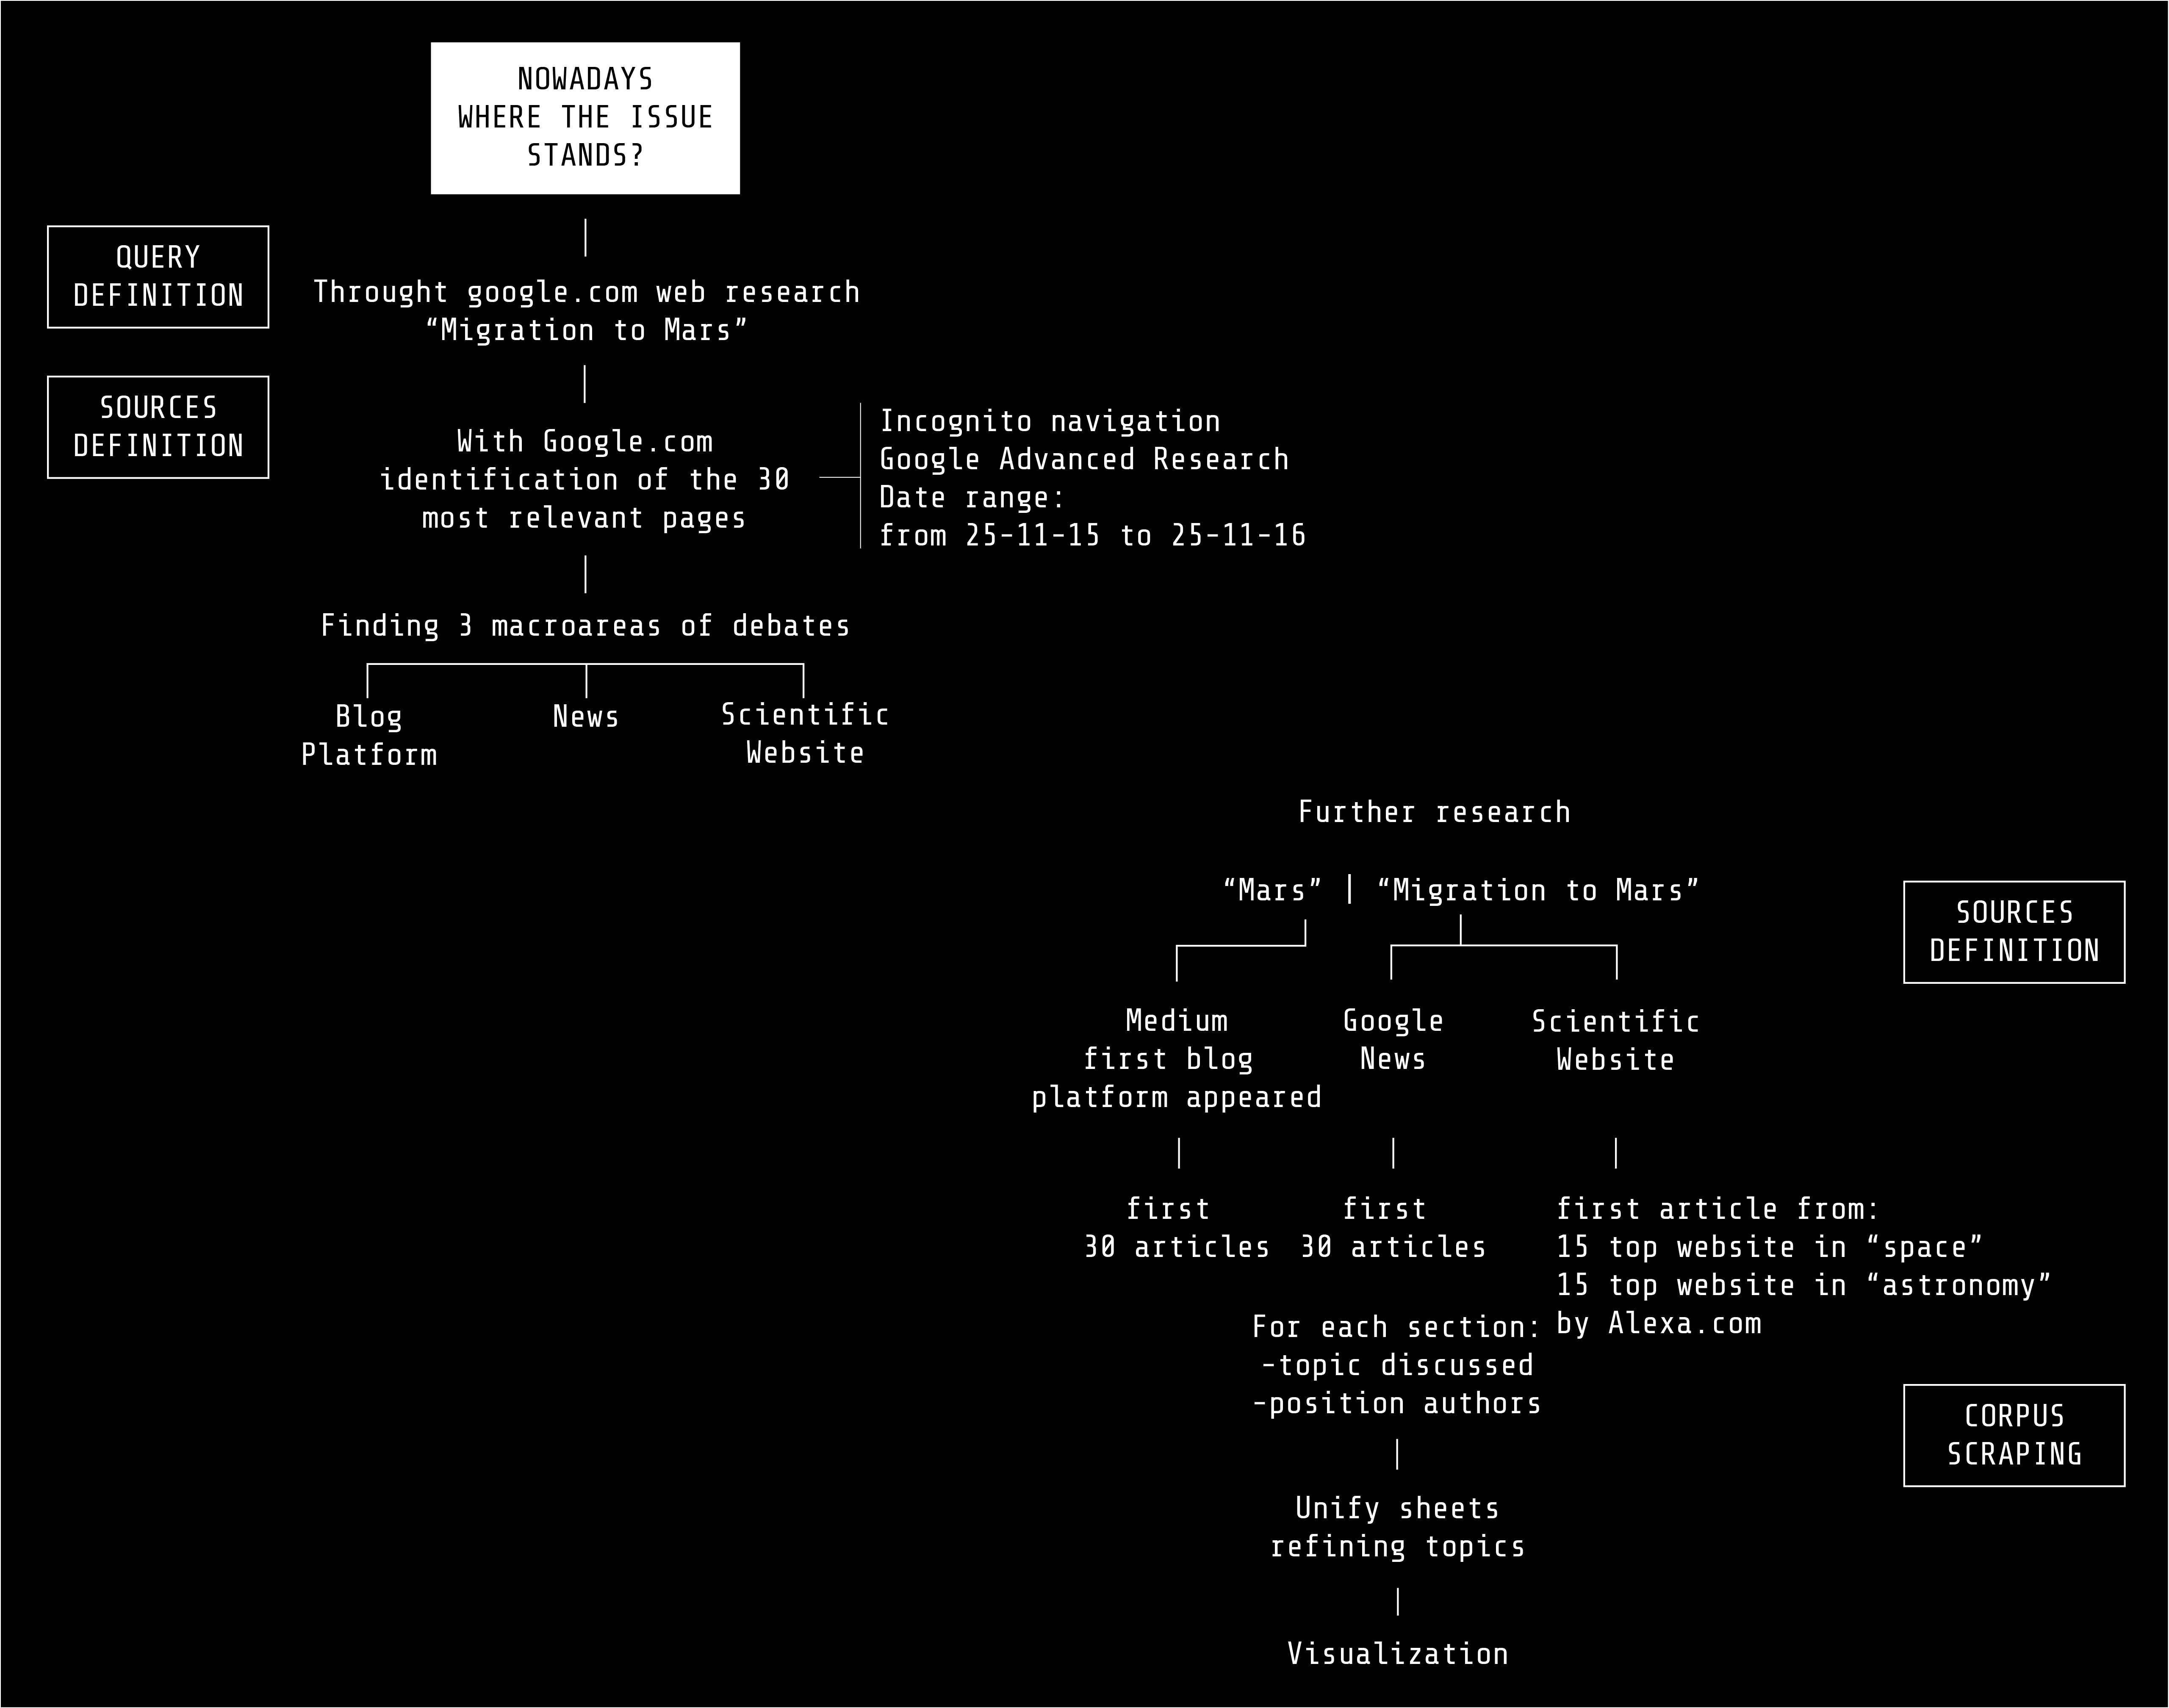 NOWADAYS
WHERE THE ISSUE
STANDS?
QUERY
DEFINITION
Throught google.com web research
“Migration to Mars”
SOURCES
DEFINITION
With Google.com
identification of the 30
most relevant pages
Incognito navigation
Google Advanced Research
Date range:
from 25-11-15 to 25-11-16
Finding 3 macroareas of debates
Blog
Platform
News
Scientific
Website
Further research
“Mars” | “Migration to Mars”
SOURCES
DEFINITION
Medium
first blog
platform appeared
Google
News
Scientific
Website
first
30 articles
first
30 articles
first article from:
15 top website in “space”
15 top website in “astronomy”
by Alexa.com
For each section:
-topic discussed
-position authors
CORPUS
SCRAPING
Unify sheets
refining topics
Visualization